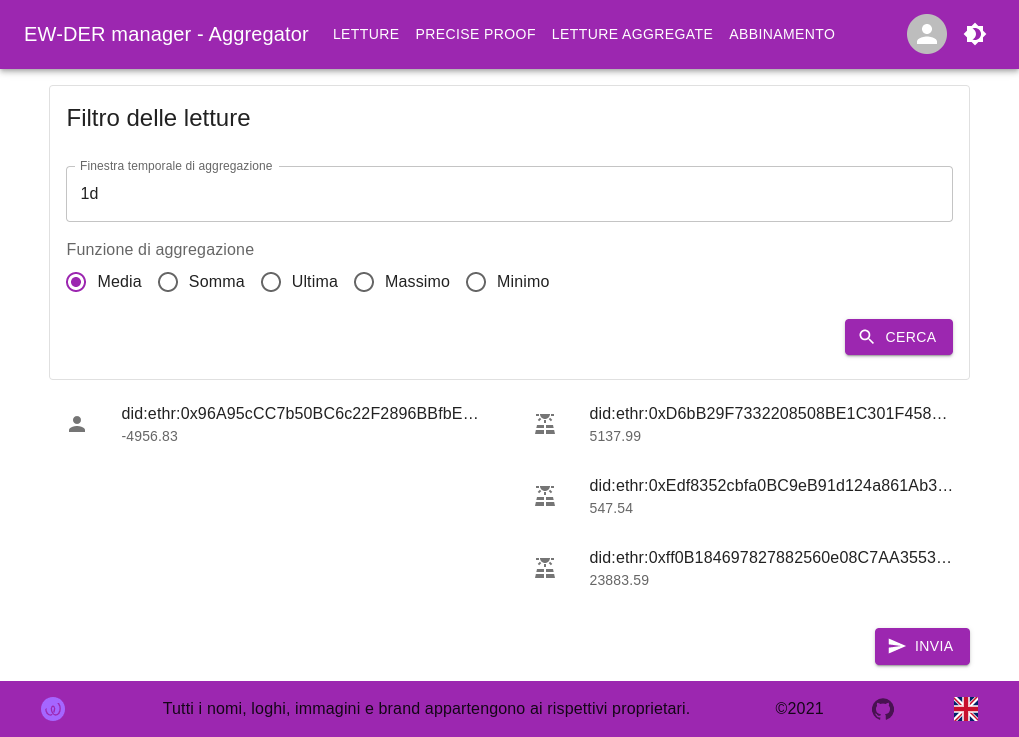 EW-DER manager - Aggregator LETTURE PRECISE PROOF LETTURE AGGREGATE ABBINAMENTO
Filtro delle letture
Finestra temporale di aggregazione
1d
Funzione di aggregazione
Media Somma Ultima Massimo Minimo
CERCA
did:ethr:0x96A95cCC7b50BC6c22F2896BBfbE…
-4956.83
did:ethr:0xD6bB29F7332208508BE1C301F458…
5137.99
did:ethr:0xEdf8352cbfa0BC9eB91d124a861Ab3…
547.54
did:ethr:0xff0B184697827882560e08C7AA3553…
23883.59
INVIA
Tutti i nomi, loghi, immagini e brand appartengono ai rispettivi proprietari. ©2021